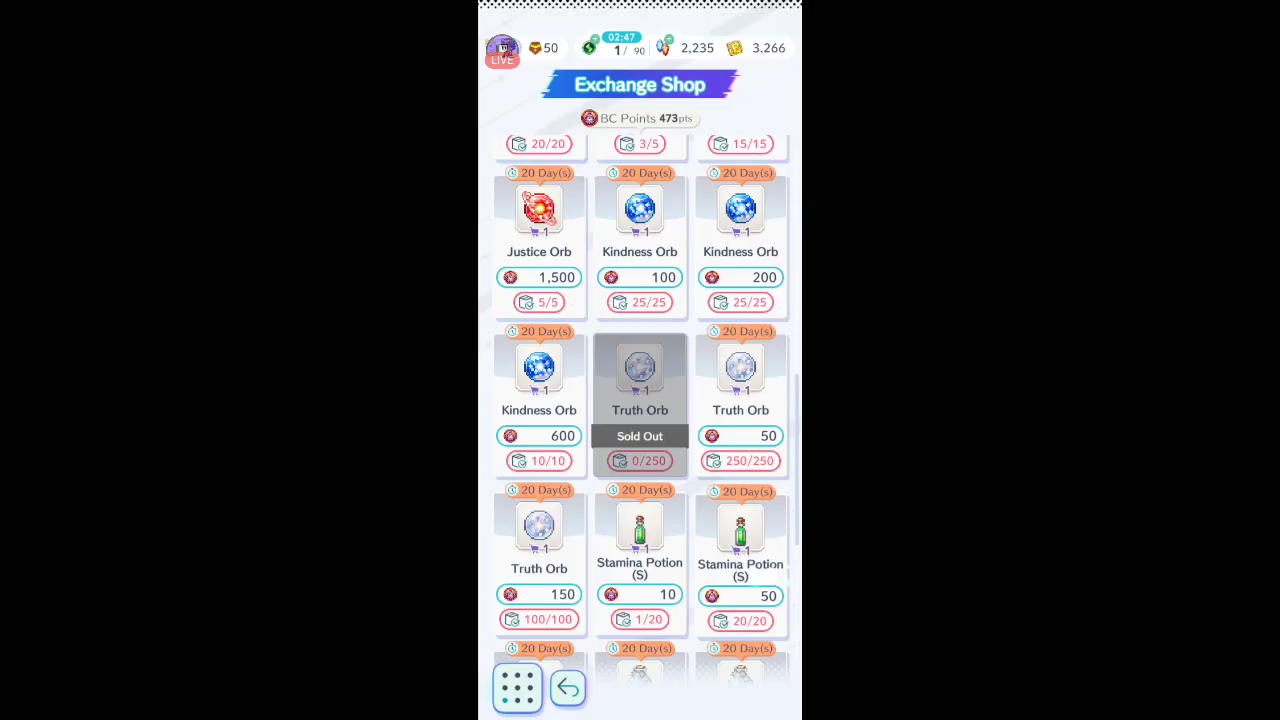 02:47
LIVE
50
1/ 90
2,235
3,266
Exchange Shop
BC Points 473pts
20/20
3/5
15/15
20 Day(s)
20 Day(s)
20 Day(s)
1
1
1
Justice Orb
Kindness Orb
Kindness Orb
1,500
100
200
5/5
25/25
25/25
20 Day(s)
20 Day(s)
1
1
1
Kindness Orb
Truth Orb
Truth Orb
600
Sold Out
50
10/10
0/250
250/250
20 Day(s)
20 Day(s)
20 Day(s)
1
1
1
Truth Orb
Stamina Potion
(S)
Stamina Potion
(S)
150
10
50
100/100
1/20
20/20
20 Day(s)
20 Day(s)
20 Day(s)